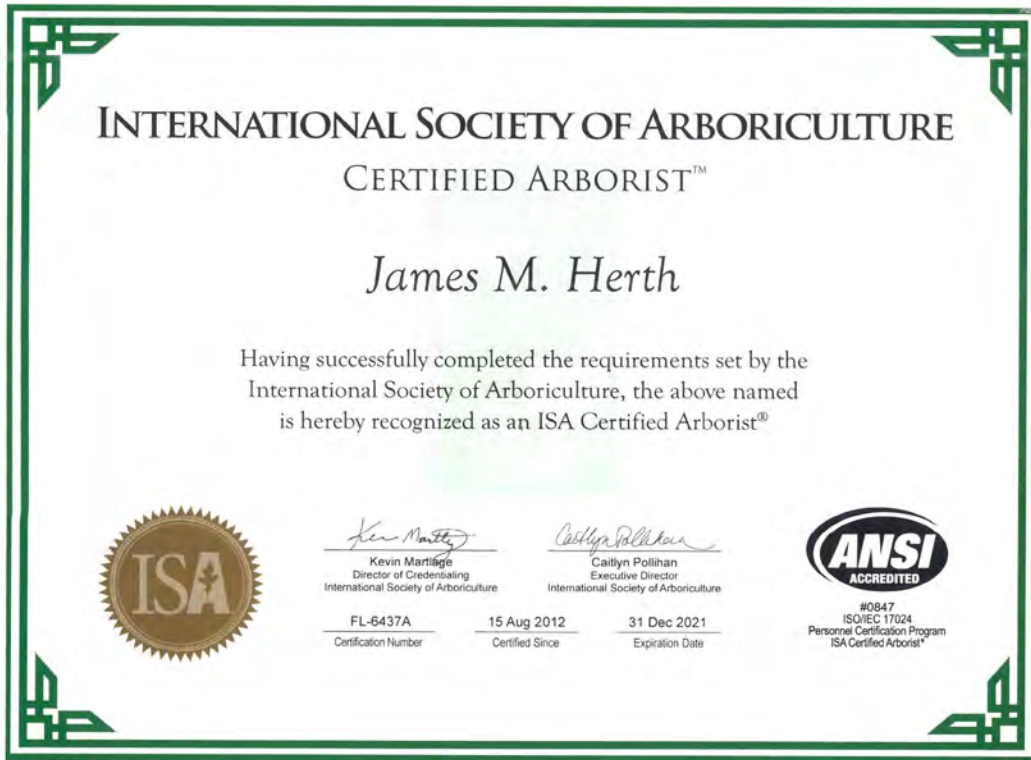 INTERNATIONAL SOCIETY OF ARBORICULTURE
CERTIFIED ARBORIST™
James M. Herth
Having successfully completed the requirements set by the
International Society of Arboriculture, the above named
is hereby recognized as an ISA Certified Arborist®
ISA
Kevin Martlage
Director of Credentialing
International Society of Arboriculture
Caitlyn Pollihan
Executive Director
International Society of Arboriculture
FL-6437A
Certification Number
15 Aug 2012
Certified Since
31 Dec 2021
Expiration Date
ANSI
ACCREDITED
#0847
ISO/IEC 17024
Personnel Certification Program
ISA Certified Arborist®